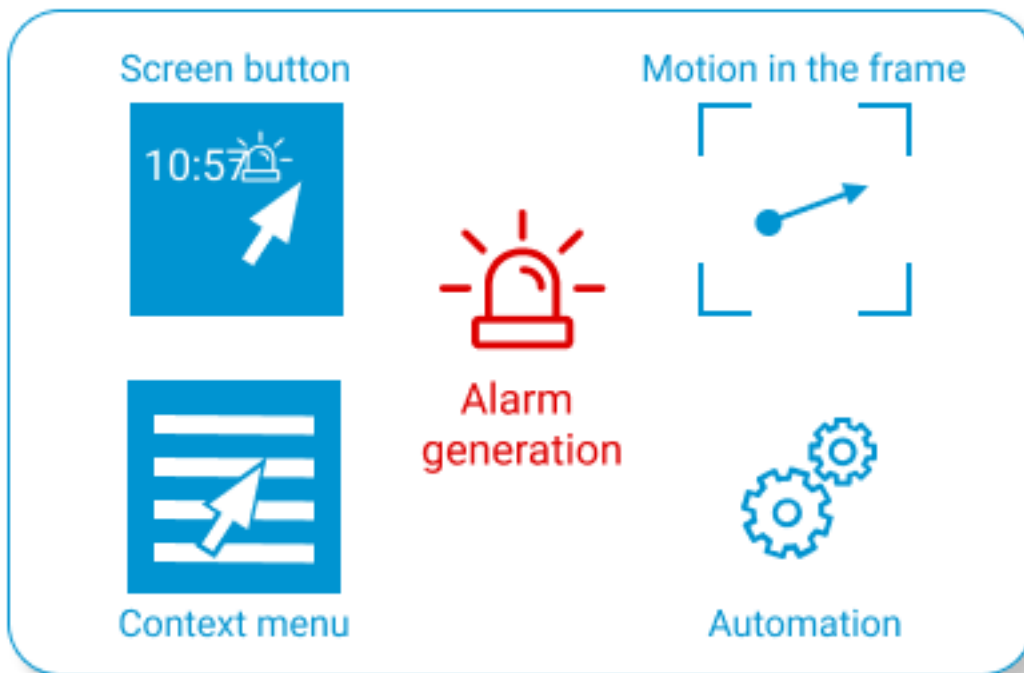 Screen button
Motion in the frame
10:57
Alarm
generation
Context menu
Automation